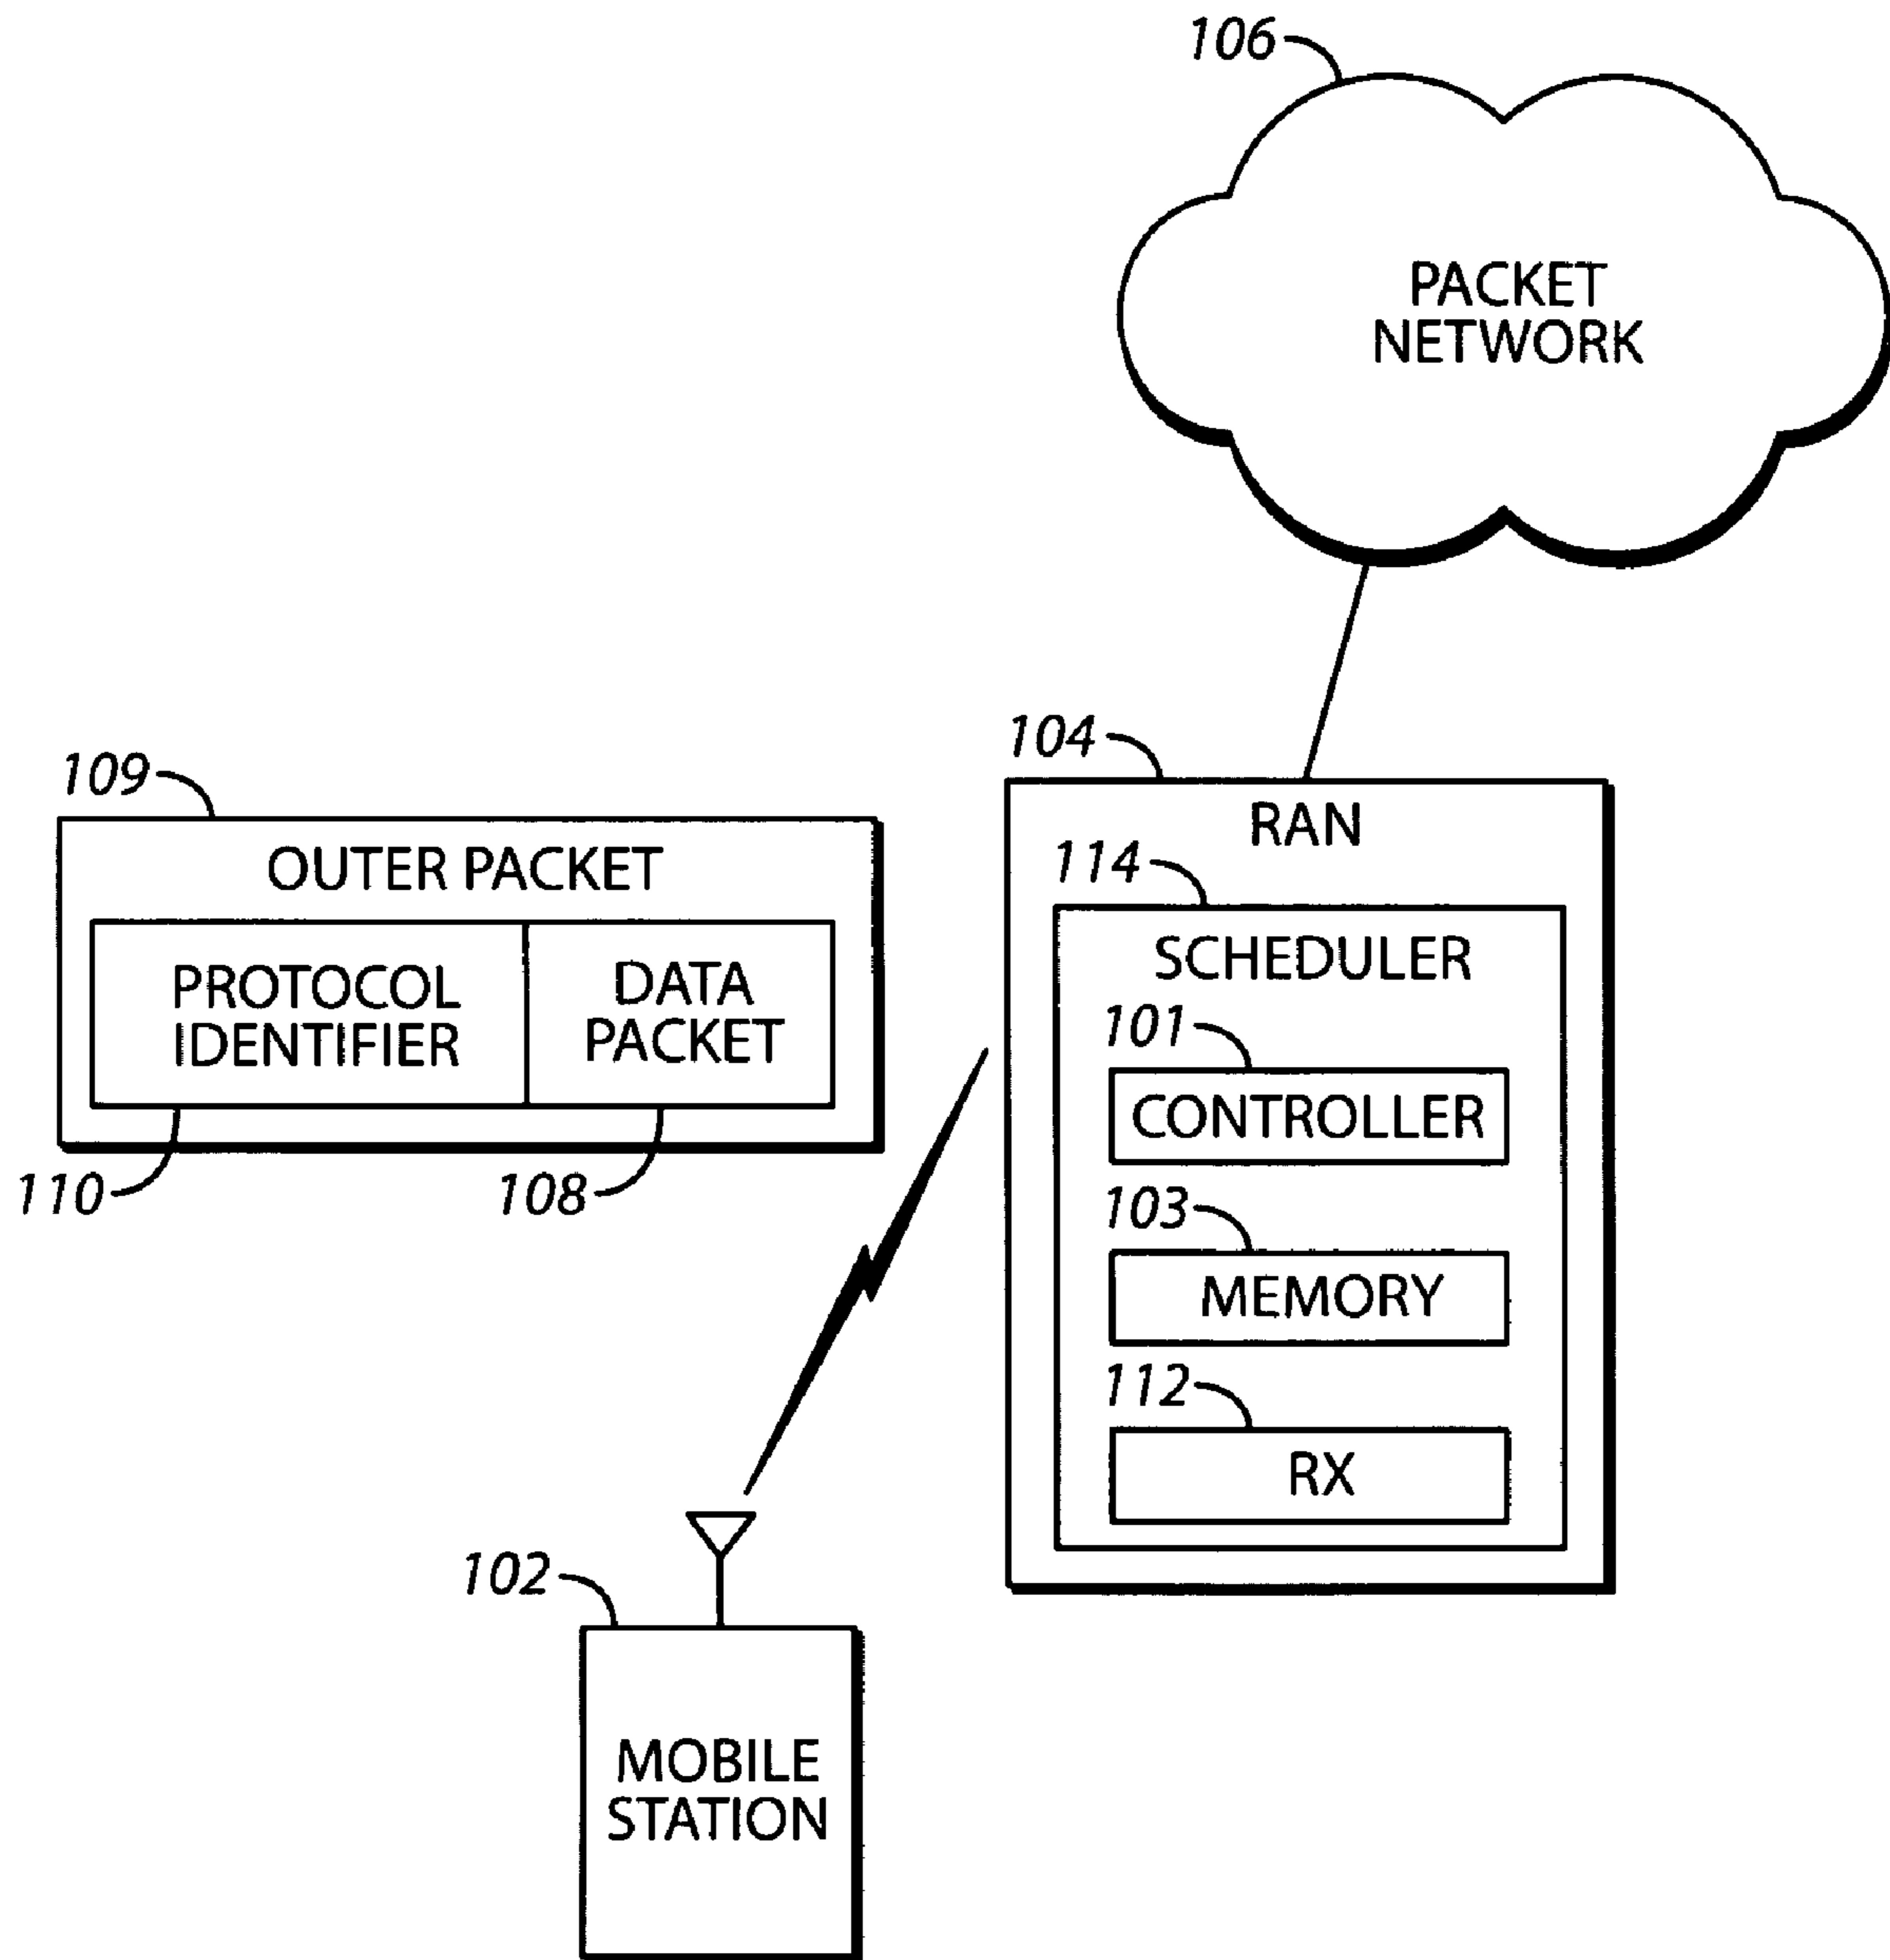 106
PACKET
NETWORK
104
RAN
109
OUTER PACKET
114
SCHEDULER
PROTOCOL
IDENTIFIER
DATA
PACKET
101
CONTROLLER
110
108
103
MEMORY
112
RX
102
MOBILE
STATION